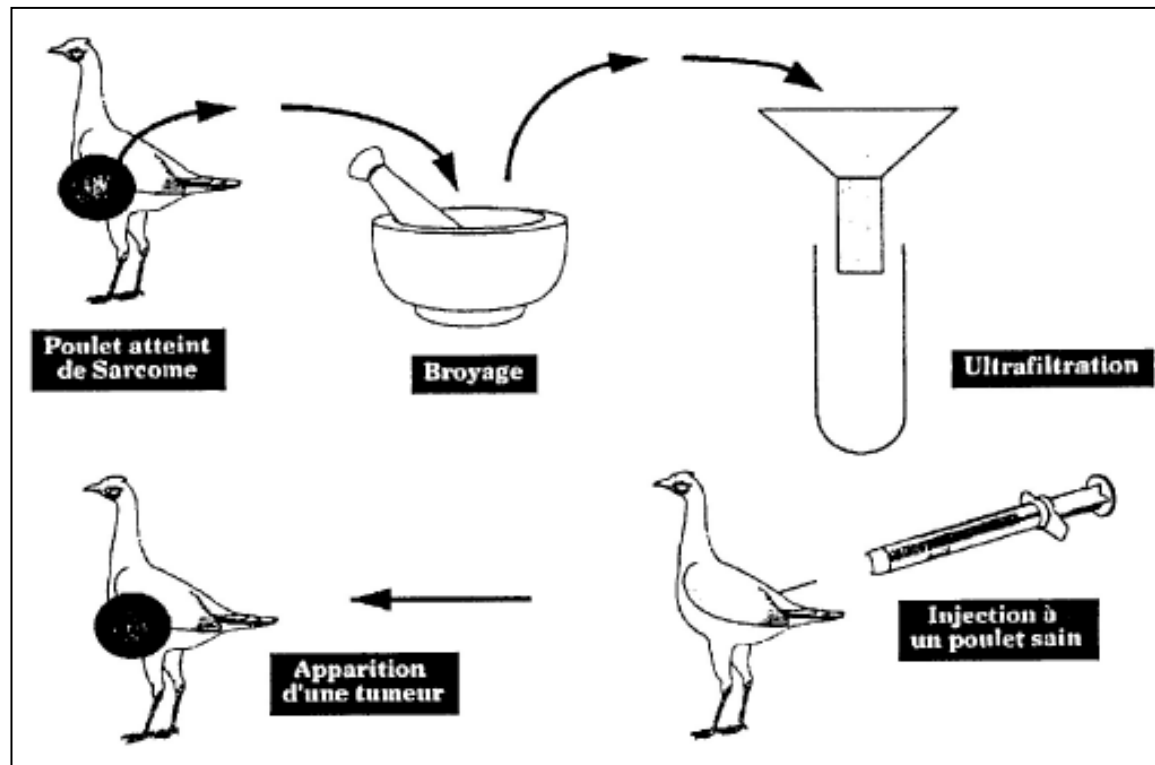 Poulet atteint
de Sarcome
Broyage
Ultrafiltration
Injection à
un poulet sain
Apparition
d'une tumeur